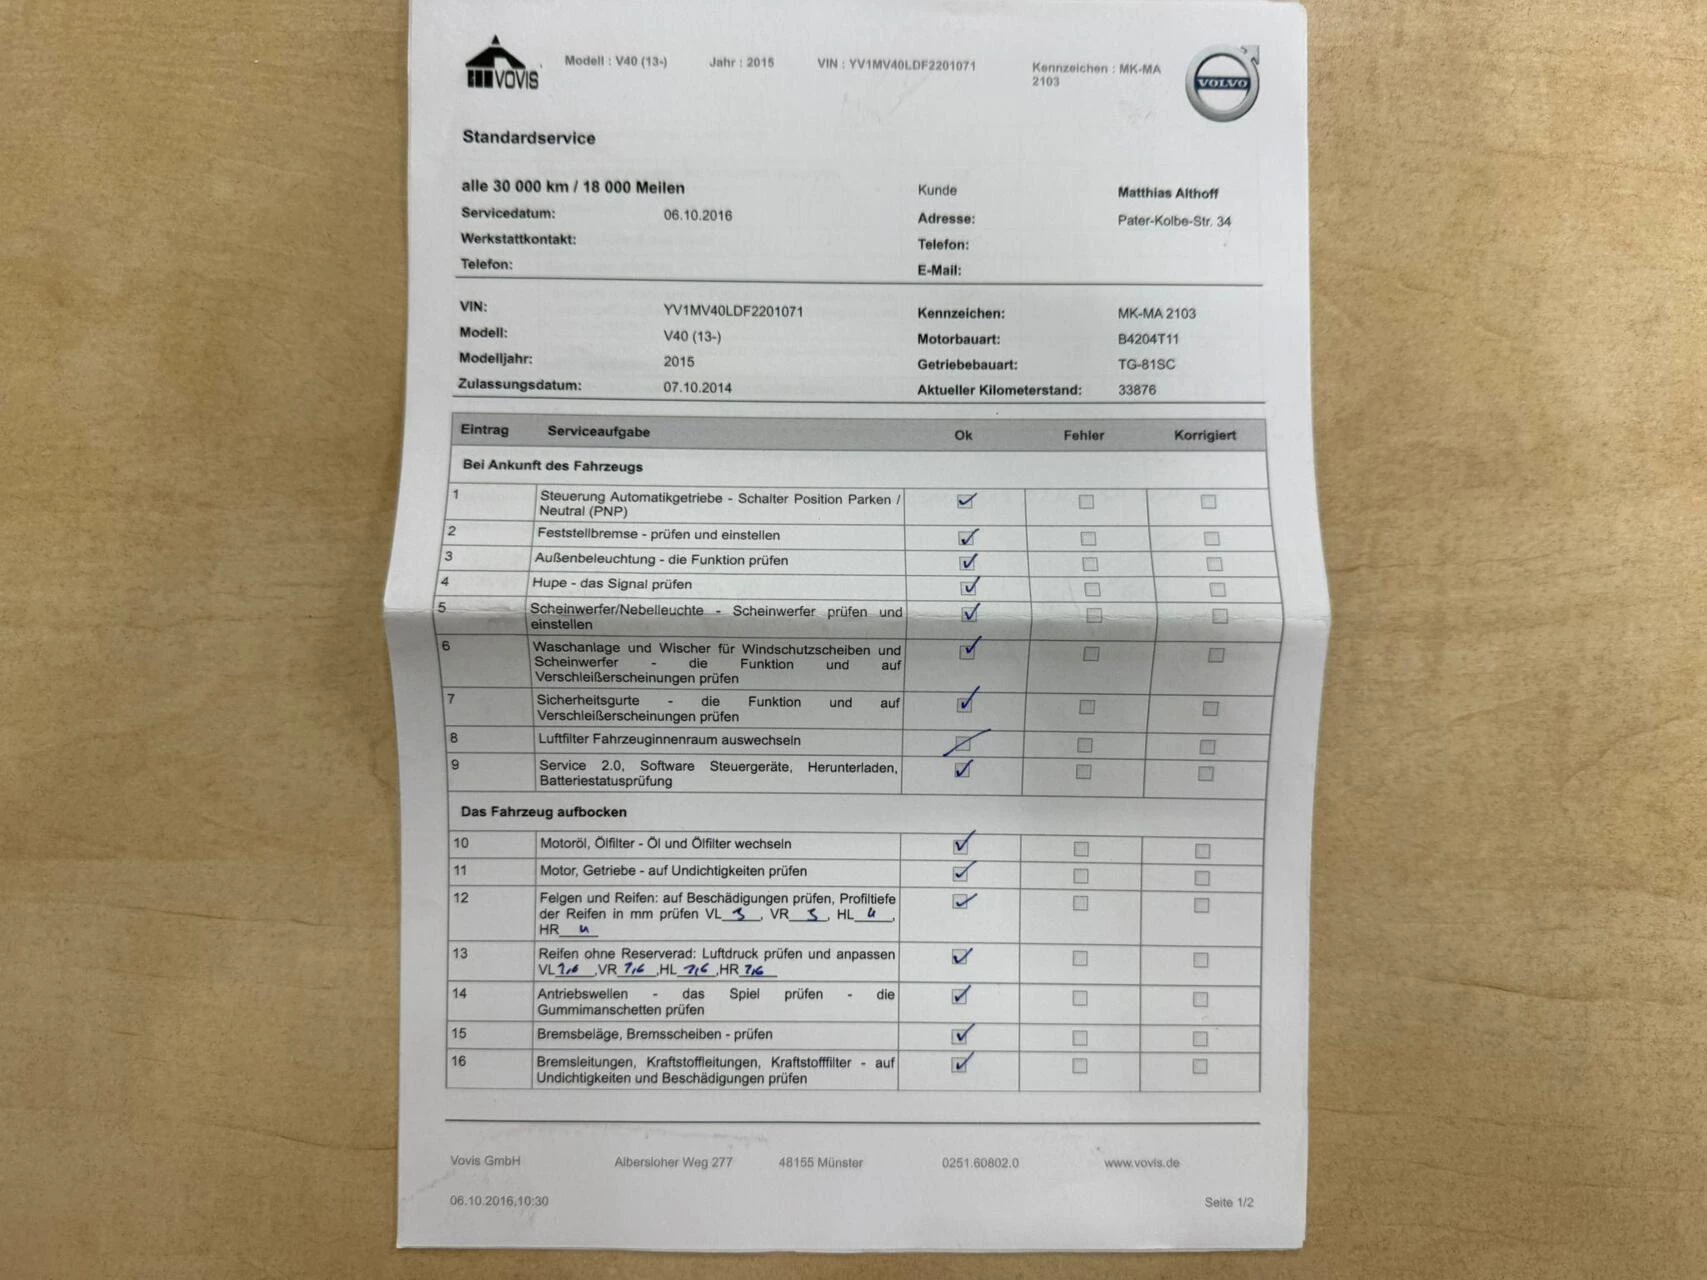 VOVIS
Modell : V40 (13-) Jahr : 2015 VIN : YV1MV40LDF2201071 Kennzeichen : MK-MA
2103
VOLVO
Standardservice
alle 30 000 km / 18 000 Meilen Kunde Matthias Althoff
Servicedatum: 06.10.2016 Adresse: Pater-Kolbe-Str. 34
Werkstattkontakt: Telefon:
Telefon: E-Mail:
VIN: YV1MV40LDF2201071 Kennzeichen: MK-MA 2103
Modell: V40 (13-) Motorbauart: B4204T11
Modelljahr: 2015 Getriebebauart: TG-81SC
Zulassungsdatum: 07.10.2014 Aktueller Kilometerstand: 33876
Eintrag Serviceaufgabe Ok Fehler Korrigiert
Bei Ankunft des Fahrzeugs
1 Steuerung Automatikgetriebe - Schalter Position Parken /
Neutral (PNP)
2 Feststellbremse - prüfen und einstellen
3 Außenbeleuchtung - die Funktion prüfen
4 Hupe - das Signal prüfen
5 Scheinwerfer/Nebelleuchte - Scheinwerfer prüfen und
einstellen
6 Waschanlage und Wischer für Windschutzscheiben und
Scheinwerfer - die Funktion und auf
Verschleißerscheinungen prüfen
7 Sicherheitsgurte - die Funktion und auf
Verschleißerscheinungen prüfen
8 Luftfilter Fahrzeuginnenraum auswechseln
9 Service 2.0, Software Steuergeräte, Herunterladen,
Batteriestatusprüfung
Das Fahrzeug aufbocken
10 Motoröl, Ölfilter - Öl und Ölfilter wechseln
11 Motor, Getriebe - auf Undichtigkeiten prüfen
12 Felgen und Reifen: auf Beschädigungen prüfen, Profiltiefe
der Reifen in mm prüfen VL , VR , HL 4 ,
HR 4
13 Reifen ohne Reserverad: Luftdruck prüfen und anpassen
VL ,VR ,HL ,HR
14 Antriebswellen - das Spiel prüfen - die
Gummimanschetten prüfen
15 Bremsbeläge, Bremsscheiben - prüfen
16 Bremsleitungen, Kraftstoffleitungen, Kraftstofffilter - auf
Undichtigkeiten und Beschädigungen prüfen
Vovis GmbH Albersloher Weg 277 48155 Münster 0251.60802.0 www.vovis.de
06.10.2016,10:30 Seite 1/2